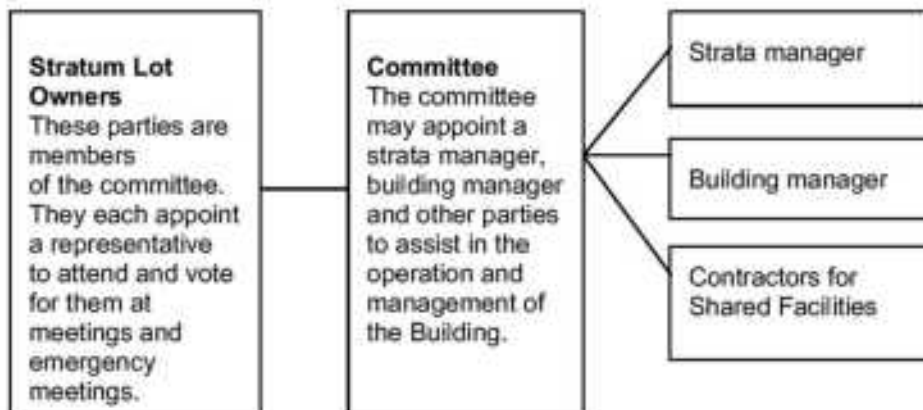 Stratum Lot
Owners
These parties are
members
of the committee.
They each appoint
a representative
to attend and vote
for them at
meetings and
emergency
meetings.
Committee
The committee
may appoint a
strata manager,
building manager
and other parties
to assist in the
operation and
management of
the Building.
Strata manager
Building manager
Contractors for
Shared Facilities